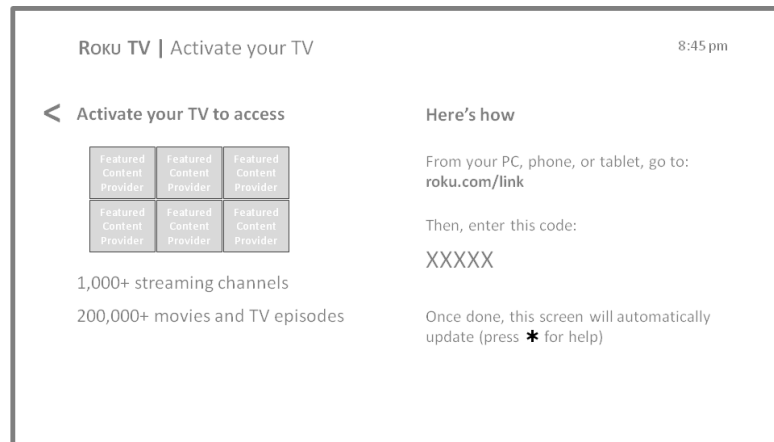 ROKU TV | Activate your TV
8:45 pm
< Activate your TV to access
Featured Content Provider
Featured Content Provider
Featured Content Provider
Featured Content Provider
Featured Content Provider
Featured Content Provider
1,000+ streaming channels
200,000+ movies and TV episodes
Here's how
From your PC, phone, or tablet, go to:
roku.com/link
Then, enter this code:
XXXXX
Once done, this screen will automatically
update (press * for help)